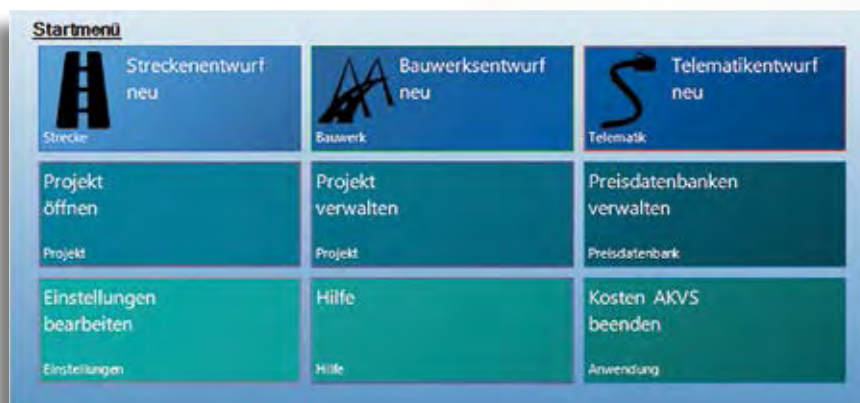 Startmenü
Streckenentwurf
neu
Strecke
Bauwerksentwurf
neu
Bauwerk
Telematikentwurf
neu
Telematik
Projekt
öffnen
Projekt
Projekt
verwalten
Projekt
Preisdatenbanken
verwalten
Preisdatenbank
Einstellungen
bearbeiten
Einstellungen
Hilfe
Hilfe
Kosten AKVS
beenden
Anwendung